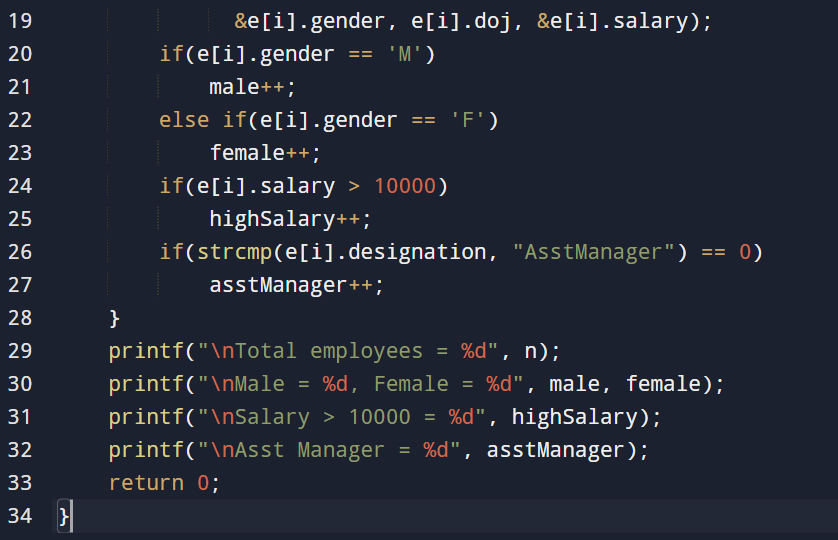 19 &e[i].gender, e[i].doj, &e[i].salary);
20 if(e[i].gender == 'M')
21 male++;
22 else if(e[i].gender == 'F')
23 female++;
24 if(e[i].salary > 10000)
25 highSalary++;
26 if(strcmp(e[i].designation, "AsstManager") == 0)
27 asstManager++;
28 }
29 printf("\nTotal employees = %d", n);
30 printf("\nMale = %d, Female = %d", male, female);
31 printf("\nSalary > 10000 = %d", highSalary);
32 printf("\nAsst Manager = %d", asstManager);
33 return 0;
34 }